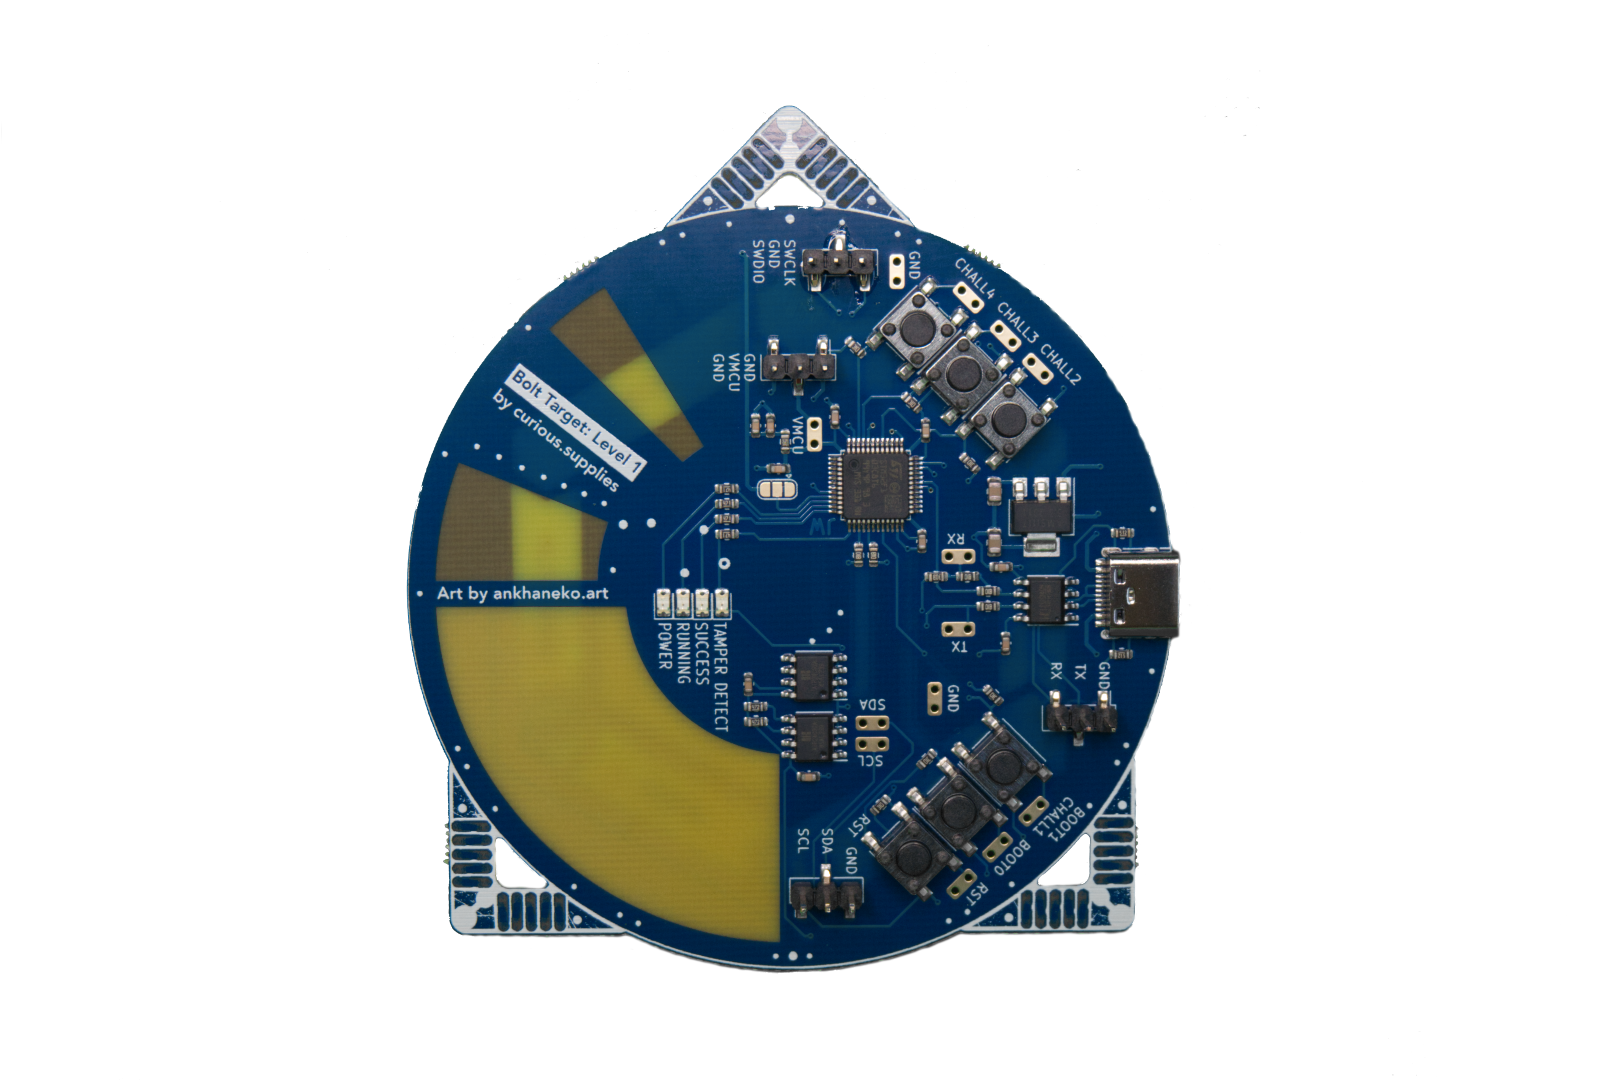 SWCLK
GND
SWDIO
GND
CHALL4
CHALL3
CHALL2
GND
VMCU
GND
VMCU
Bolt Target: Level 1
by curious.supplies
JW
RX
Art by ankhaneko.art
POWER
RUNNING
SUCCESS
TAMPER DETECT
TX
RX
TX
GND
GND
SDA
SCL
BOOT1
CHALL1
BOOT0
RST
RST
SCL
SDA
GND